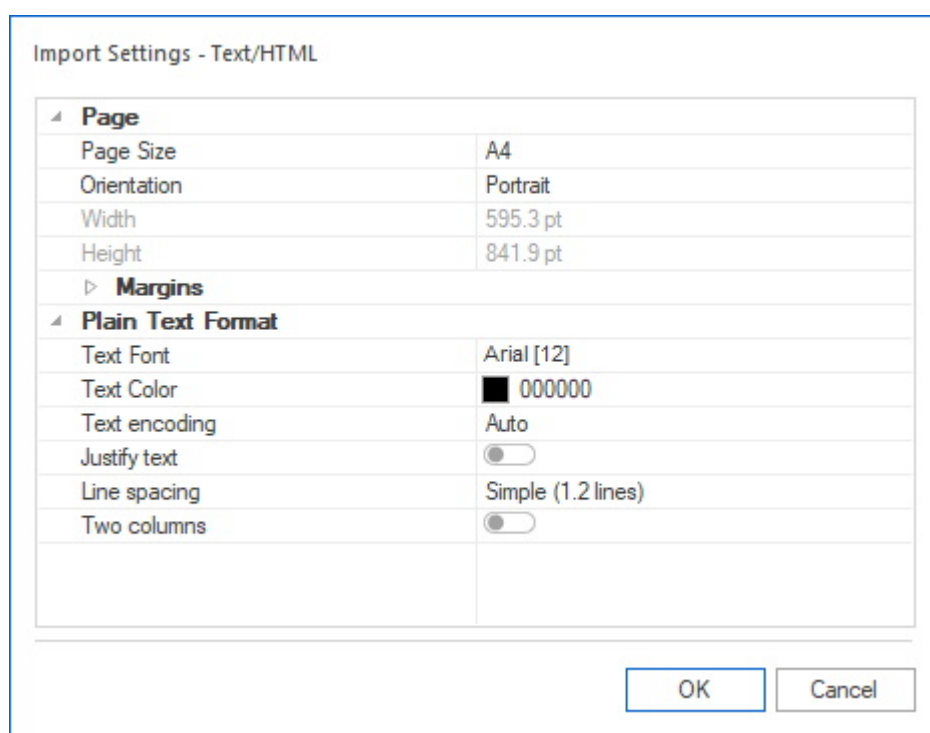 Import Settings - Text/HTML
Page
Page Size A4
Orientation Portrait
Width 595.3 pt
Height 841.9 pt
Margins
Plain Text Format
Text Font Arial [12]
Text Color 000000
Text encoding Auto
Justify text
Line spacing Simple (1.2 lines)
Two columns
OK Cancel